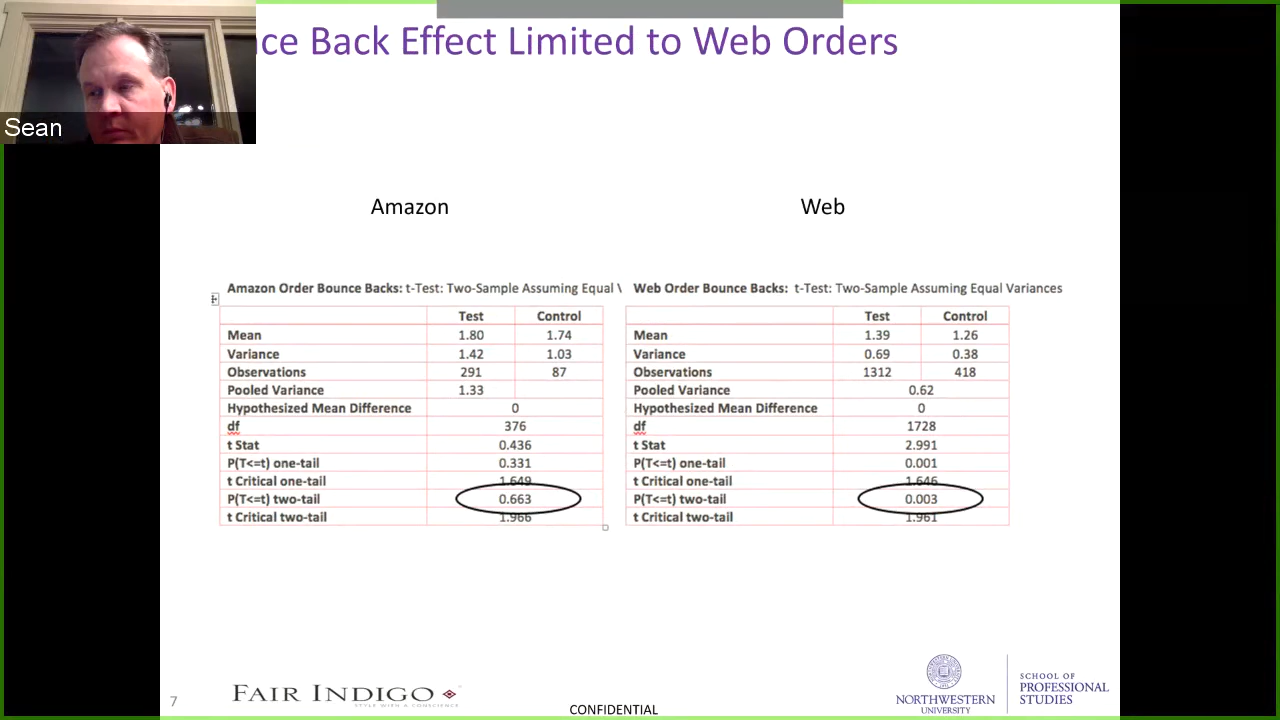 ce Back Effect Limited to Web Orders
Sean
Amazon
Web
Amazon Order Bounce Backs: t-Test: Two-Sample Assuming Equal \
Test Control
Mean 1.80 1.74
Variance 1.42 1.03
Observations 291 87
Pooled Variance 1.33
Hypothesized Mean Difference 0
df 376
t Stat 0.436
P(T<=t) one-tail 0.331
t Critical one-tail 1.649
P(T<=t) two-tail 0.663
t Critical two-tail 1.966
Web Order Bounce Backs: t-Test: Two-Sample Assuming Equal Variances
Test Control
Mean 1.39 1.26
Variance 0.69 0.38
Observations 1312 418
Pooled Variance 0.62
Hypothesized Mean Difference 0
df 1728
t Stat 2.991
P(T<=t) one-tail 0.001
t Critical one-tail 1.646
P(T<=t) two-tail 0.003
t Critical two-tail 1.961
7
FAIR INDIGO
STYLE WITH A CONSCIENCE
CONFIDENTIAL
NORTHWESTERN
UNIVERSITY
SCHOOL OF
PROFESSIONAL
STUDIES